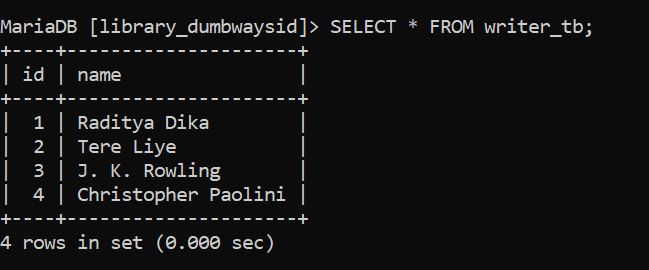 MariaDB [library_dumbwaysid]> SELECT * FROM writer_tb;
+----+---------------------+
| id | name                |
+----+---------------------+
|  1 | Raditya Dika        |
|  2 | Tere Liye           |
|  3 | J. K. Rowling       |
|  4 | Christopher Paolini |
+----+---------------------+
4 rows in set (0.000 sec)